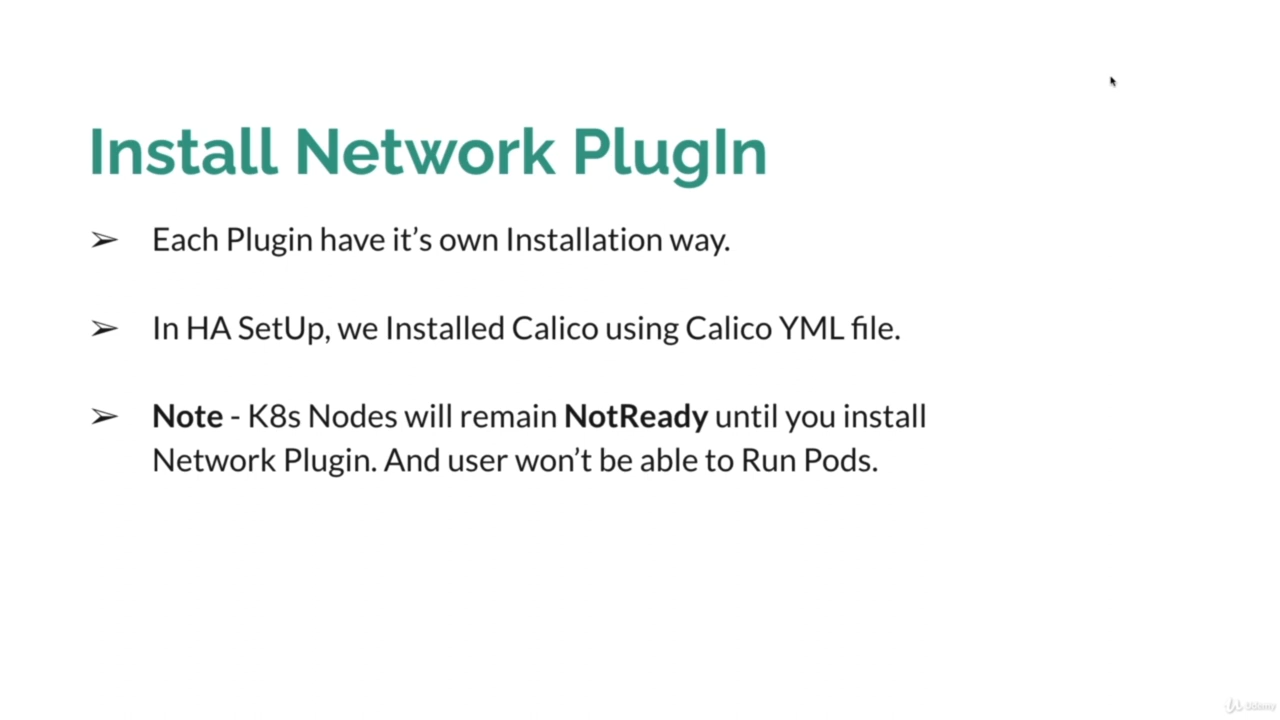 Install Network PlugIn
➢ Each Plugin have it’s own Installation way.
➢ In HA SetUp, we Installed Calico using Calico YML file.
➢ Note - K8s Nodes will remain NotReady until you install
Network Plugin. And user won’t be able to Run Pods.
Udemy